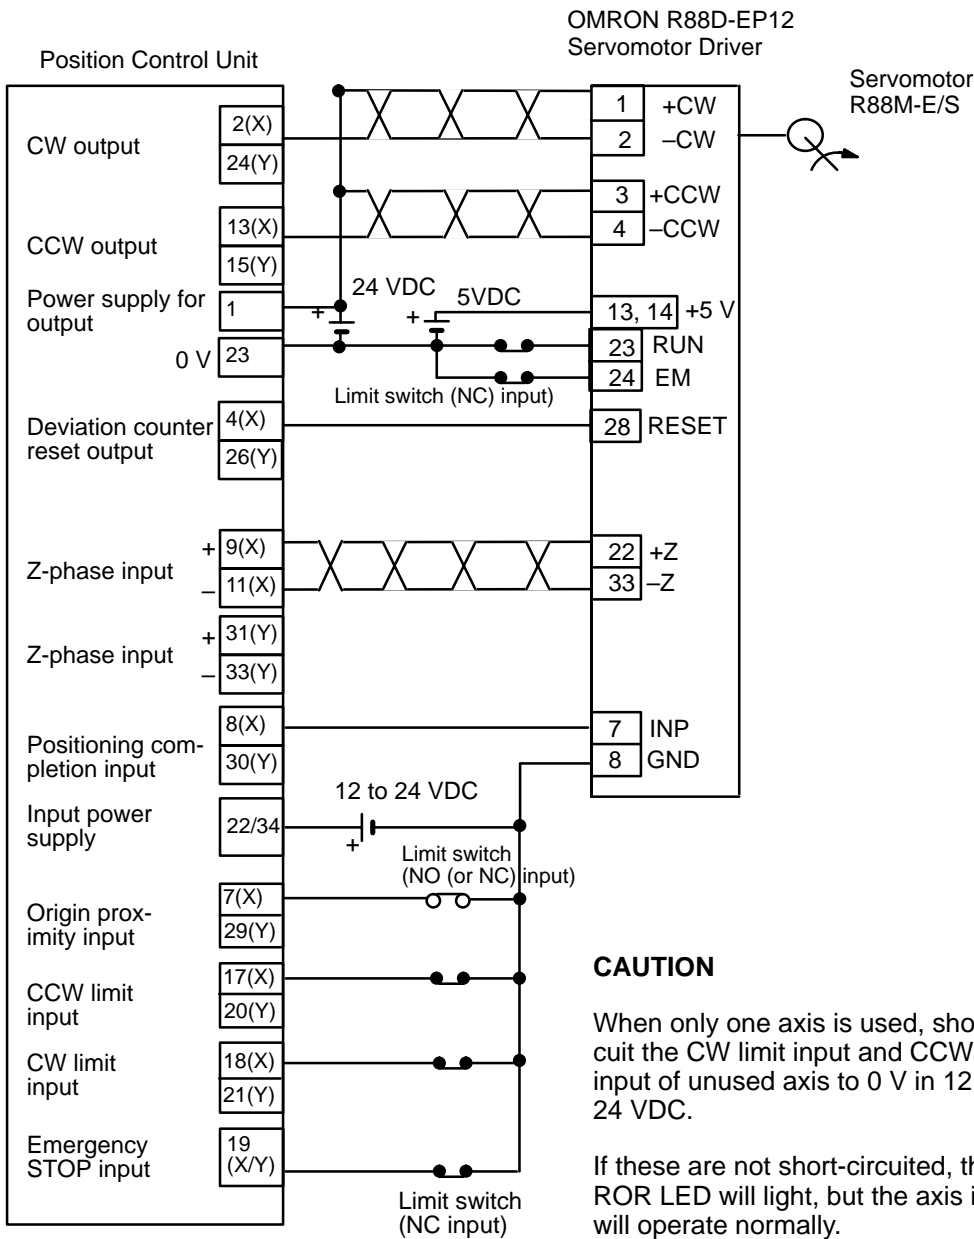 OMRON R88D-EP12
Servomotor Driver
Position Control Unit
Servomotor
R88M-E/S
CW output
2(X)
24(Y)
1 +CW
2 –CW
CCW output
13(X)
15(Y)
3 +CCW
4 –CCW
Power supply for
output
1
24 VDC
+
5VDC
+
13, 14 +5 V
0 V 23
23 RUN
24 EM
Limit switch (NC) input)
Deviation counter
reset output
4(X)
26(Y)
28 RESET
Z-phase input
+ 9(X)
– 11(X)
22 +Z
33 –Z
Z-phase input
+ 31(Y)
– 33(Y)
Positioning com-
pletion input
8(X)
30(Y)
7 INP
8 GND
Input power
supply
22/34
12 to 24 VDC
+
Limit switch
(NO (or NC) input)
Origin prox-
imity input
7(X)
29(Y)
CCW limit
input
17(X)
20(Y)
CW limit
input
18(X)
21(Y)
Emergency
STOP input
19
(X/Y)
Limit switch
(NC input)
CAUTION
When only one axis is used,
cuit the CW limit input and CCW
input of unused axis to 0 V in 12
24 VDC.
If these are not short-circuited,
ROR LED will light, but the axis
will operate normally.